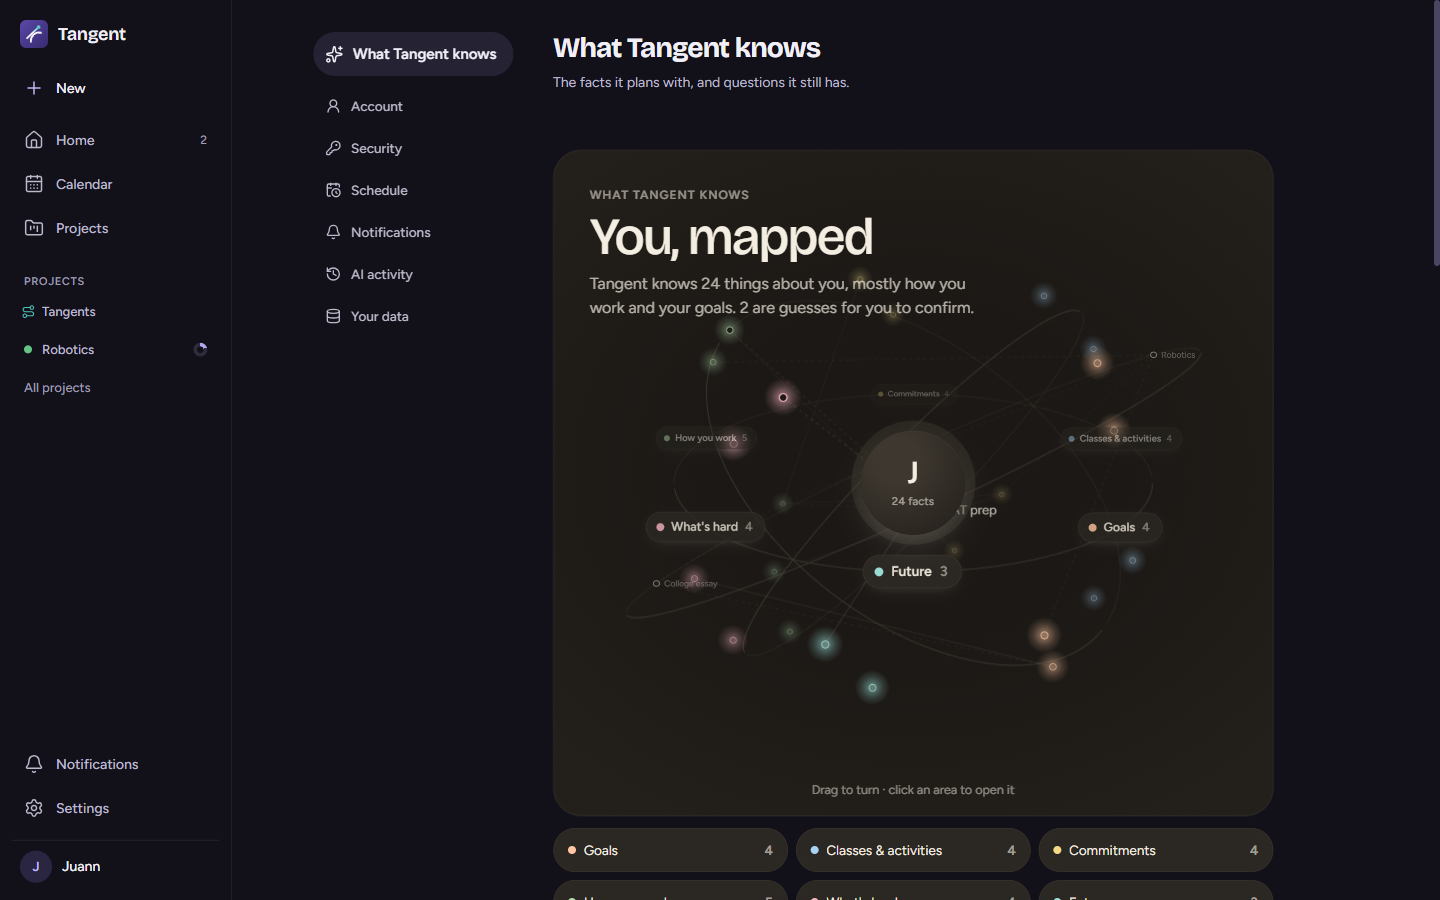 Tangent
New
Home 2
Calendar
Projects
PROJECTS
Tangents
Robotics
All projects
Notifications
Settings
J Juann
What Tangent knows
Account
Security
Schedule
Notifications
AI activity
Your data
What Tangent knows
The facts it plans with, and questions it still has.
WHAT TANGENT KNOWS
You, mapped
Tangent knows 24 things about you, mostly how you
work and your goals. 2 are guesses for you to confirm.
Robotics
Commitments 4
How you work 5
Classes & activities 4
J
24 facts
prep
What's hard 4
Goals 4
Future 3
College essay
Drag to turn · click an area to open it
Goals 4
Classes & activities 4
Commitments 4